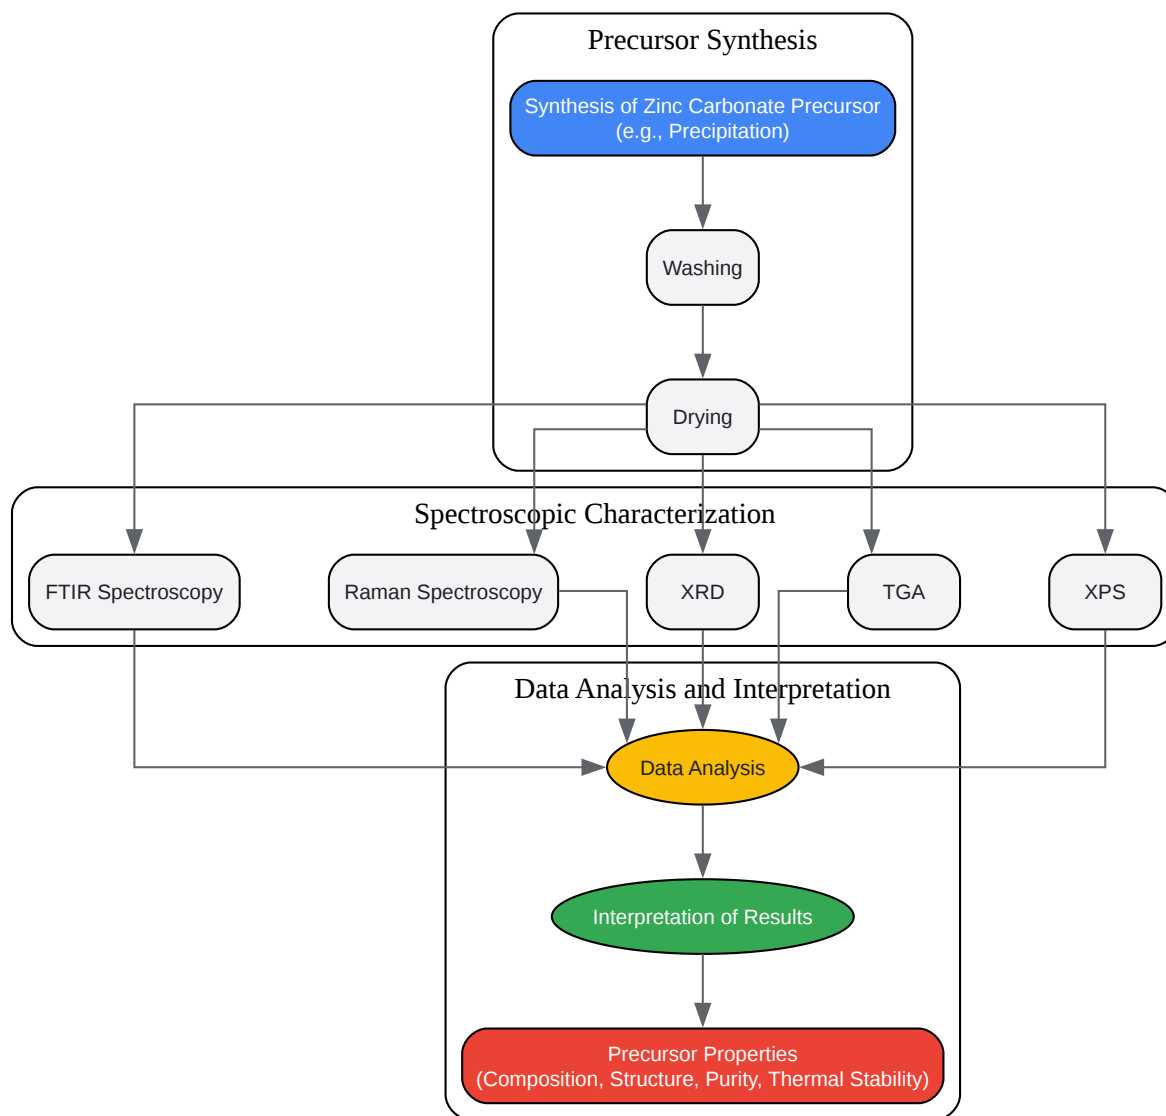 Precursor Synthesis
Synthesis of Zinc Carbonate Precursor
(e.g., Precipitation)
Washing
Drying
Spectroscopic Characterization
FTIR Spectroscopy
Raman Spectroscopy
XRD
TGA
XPS
Data Analysis and Interpretation
Data Analysis
Interpretation of Results
Precursor Properties
(Composition, Structure, Purity, Thermal Stability)